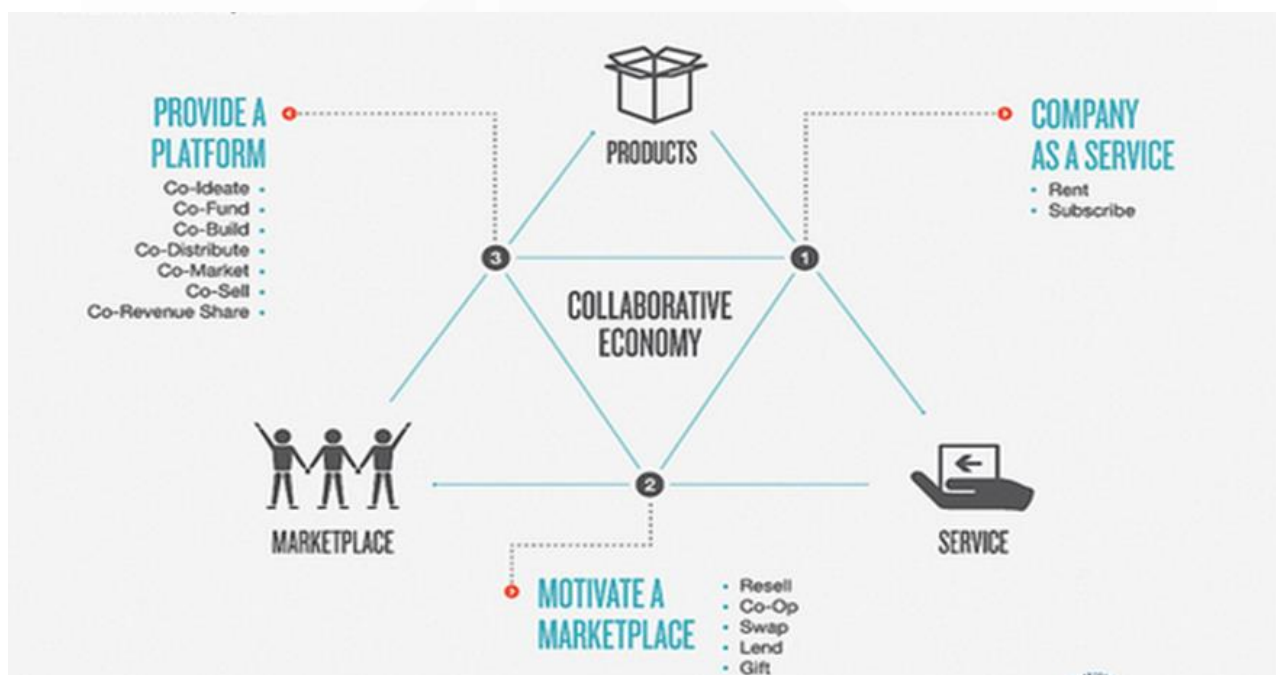 PRODUCTS
PROVIDE A
PLATFORM
Co-Ideate
Co-Fund
Co-Build
Co-Distribute
Co-Market
Co-Sell
Co-Revenue Share
COMPANY
AS A SERVICE
Rent
Subscribe
3
1
COLLABORATIVE
ECONOMY
2
MARKETPLACE
SERVICE
MOTIVATE A
MARKETPLACE
Resell
Co-Op
Swap
Lend
Gift